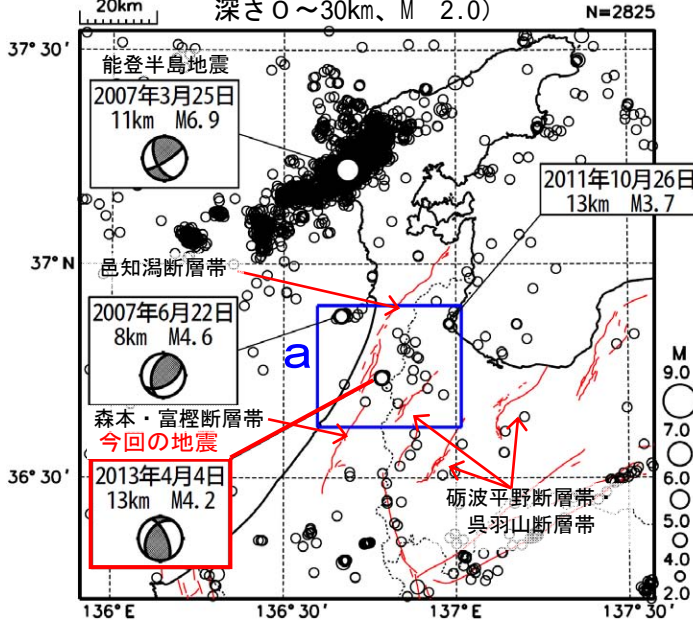 20km
深さ0～30km、M 2.0)
N=2825
37°30′
能登半島地震
2007年3月25日
11km M6.9
2011年10月26日
13km M3.7
37°N
邑知潟断層帯
2007年6月22日
8km M4.6
a
森本・富樫断層帯
今回の地震
2013年4月4日
13km M4.2
36°30′
砺波平野断層帯・
呉羽山断層帯
M
9.0
7.0
6.0
5.0
4.0
3.0
2.0
136°E
136°30′
137°E
137°30′